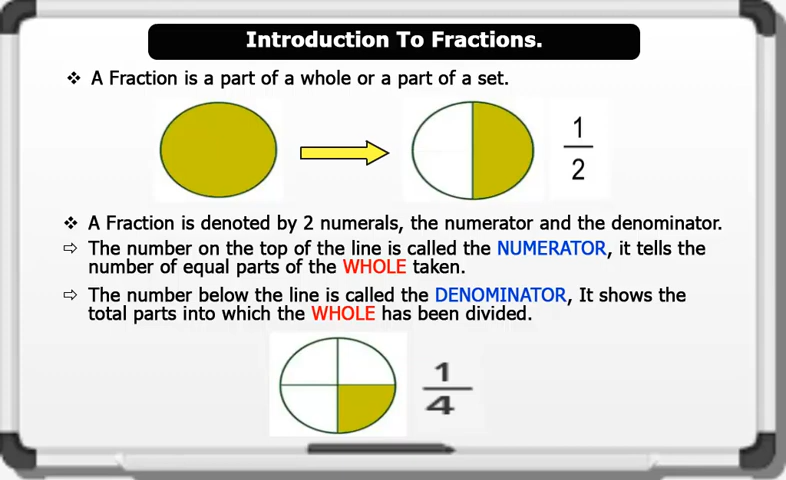 Introduction To Fractions.
❖ A Fraction is a part of a whole or a part of a set.
1
2
❖ A Fraction is denoted by 2 numerals, the numerator and the denominator.
⇨ The number on the top of the line is called the NUMERATOR, it tells the
number of equal parts of the WHOLE taken.
⇨ The number below the line is called the DENOMINATOR, It shows the
total parts into which the WHOLE has been divided.
1
4